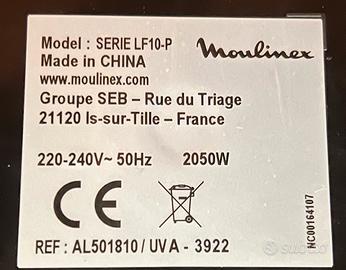 Model : SERIE LF10-P
Moulinex
Made in CHINA
www.moulinex.com
Groupe SEB – Rue du Triage
21120 Is-sur-Tille – France
220-240V~ 50Hz 2050W
CE
REF : AL501810/UVA - 3922
NC00164107
subito